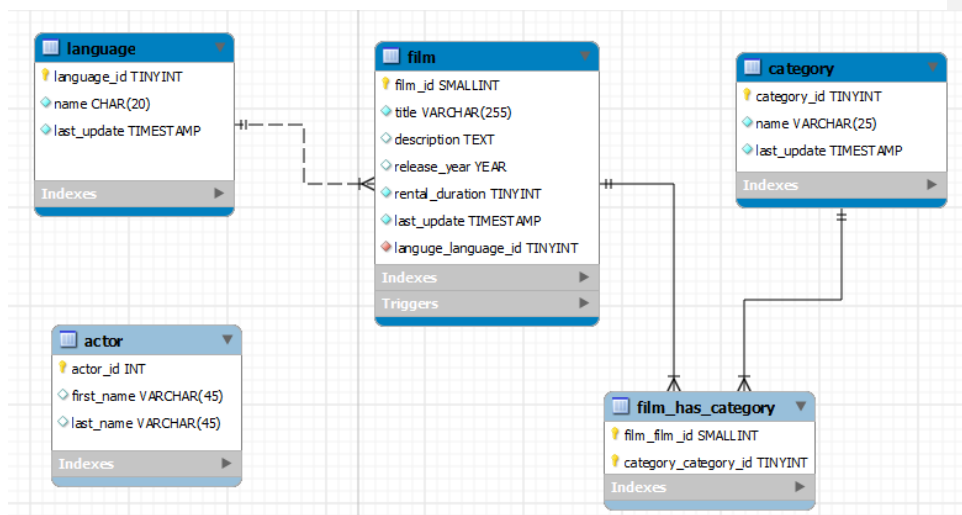 language
language_id TINYINT
name CHAR(20)
last_update TIMESTAMP
Indexes
film
film_id SMALLINT
title VARCHAR(255)
description TEXT
release_year YEAR
rental_duration TINYINT
last_update TIMESTAMP
languge_language_id TINYINT
Indexes
Triggers
category
category_id TINYINT
name VARCHAR(25)
last_update TIMESTAMP
Indexes
actor
actor_id INT
first_name VARCHAR(45)
last_name VARCHAR(45)
Indexes
film_has_category
film_film_id SMALLINT
category_category_id TINYINT
Indexes